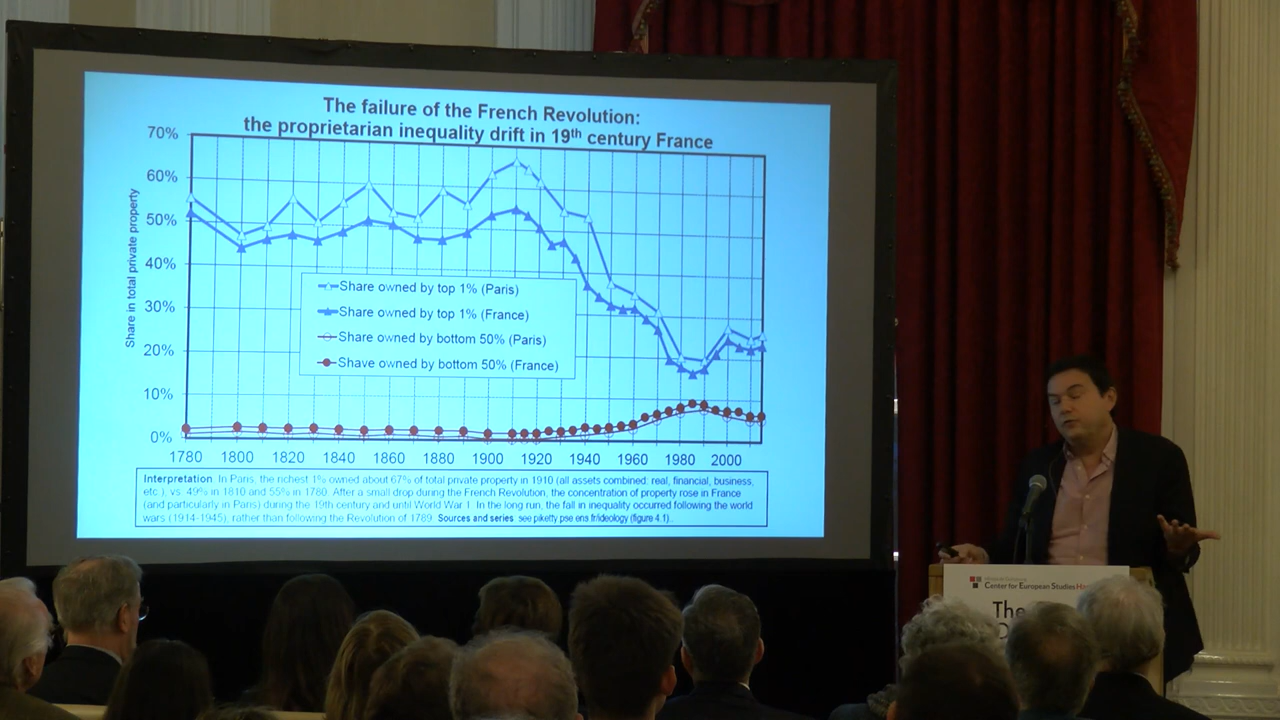 The failure of the French Revolution:
the proprietarian inequality drift in 19th century France
70%
60%
50%
40%
30%
20%
10%
0%
Share in total private property
Share owned by top 1% (Paris)
Share owned by top 1% (France)
Share owned by bottom 50% (Paris)
Shave owned by bottom 50% (France)
1780 1800 1820 1840 1860 1880 1900 1920 1940 1960 1980 2000
Interpretation. In Paris, the richest 1% owned about 67% of total private property in 1910 (all assets combined: real, financial, business,
etc.), vs. 49% in 1810 and 55% in 1780. After a small drop during the French Revolution, the concentration of property rose in France
(and particularly in Paris) during the 19th century and until World War I. In the long run, the fall in inequality occurred following the world
wars (1914-1945), rather than following the Revolution of 1789. Sources and series: see piketty.pse.ens.fr/ideology (figure 4.1).
Center for European Studies
The